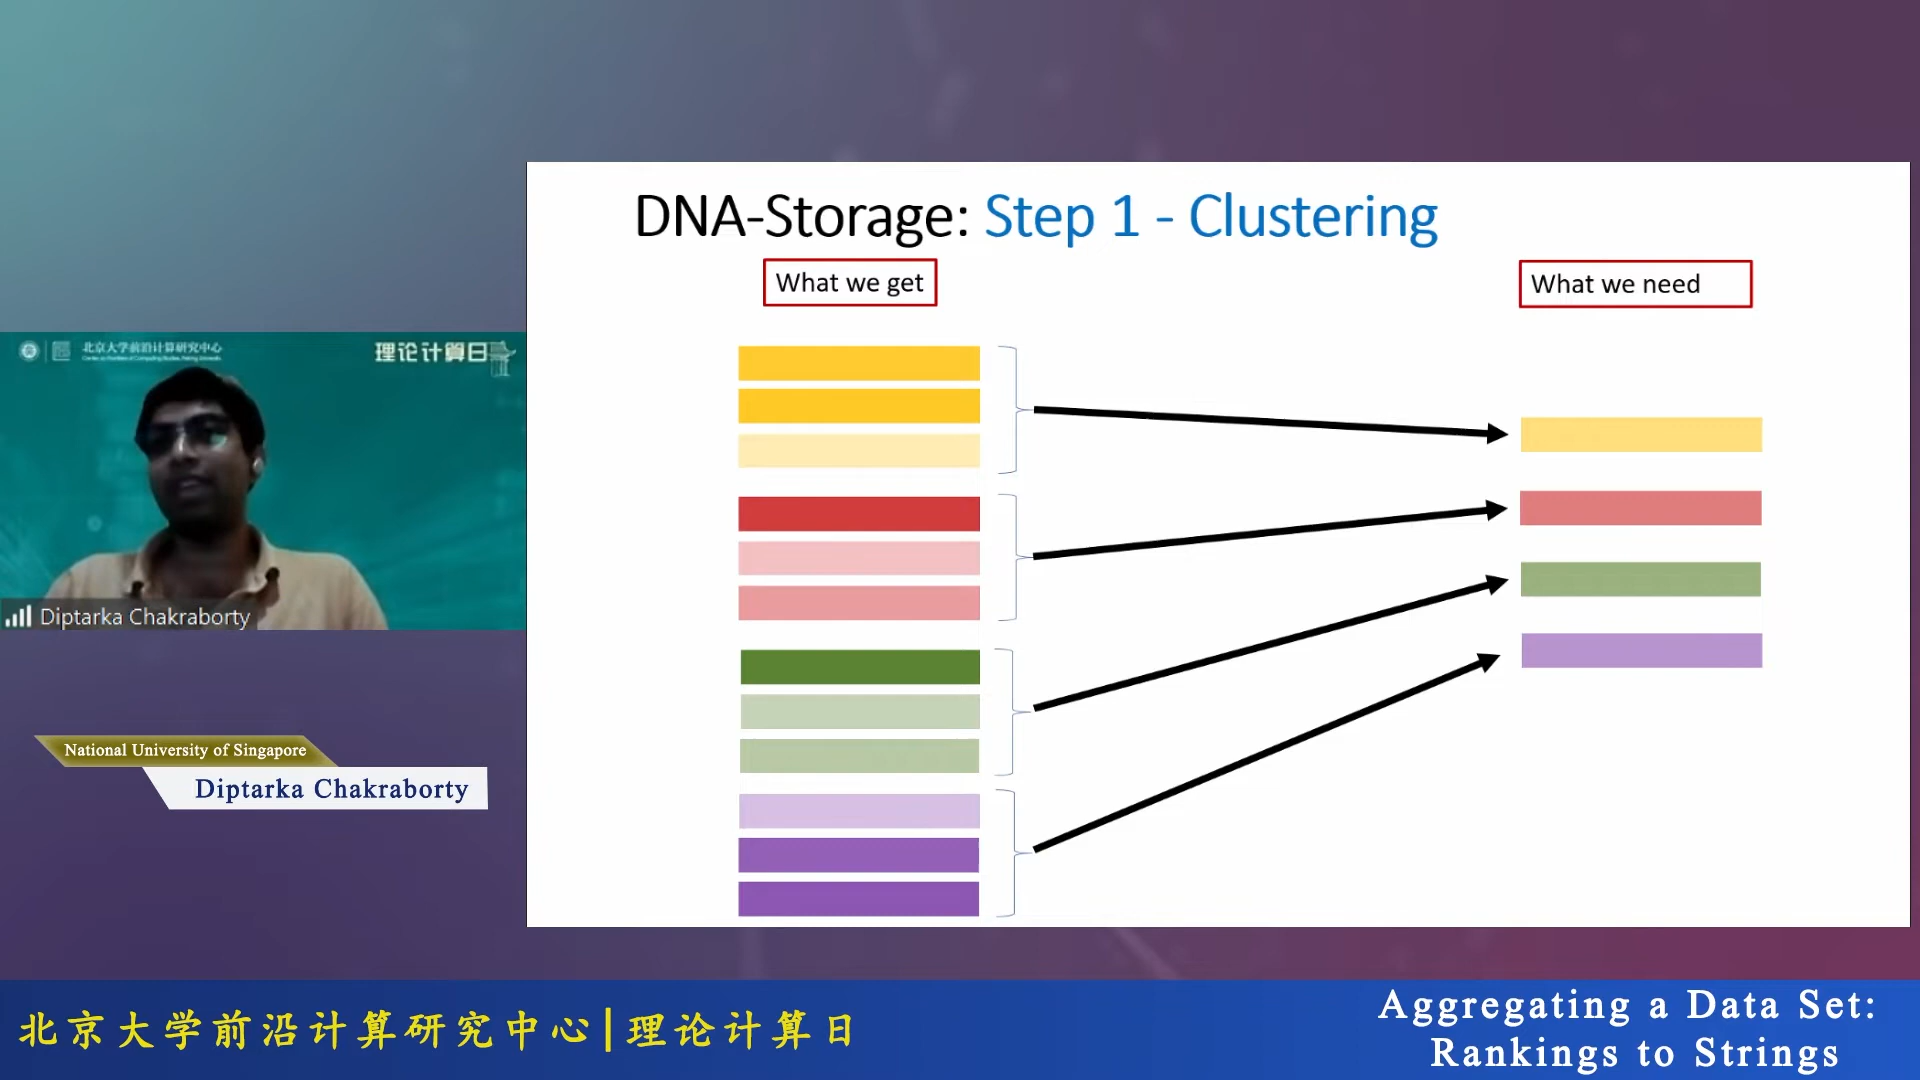 DNA-Storage: Step 1 - Clustering
What we get
What we need
北京大学前沿计算研究中心
理论计算日
Diptarka Chakraborty
National University of Singapore
Diptarka Chakraborty
北京大学前沿计算研究中心|理论计算日
Aggregating a Data Set:
Rankings to Strings